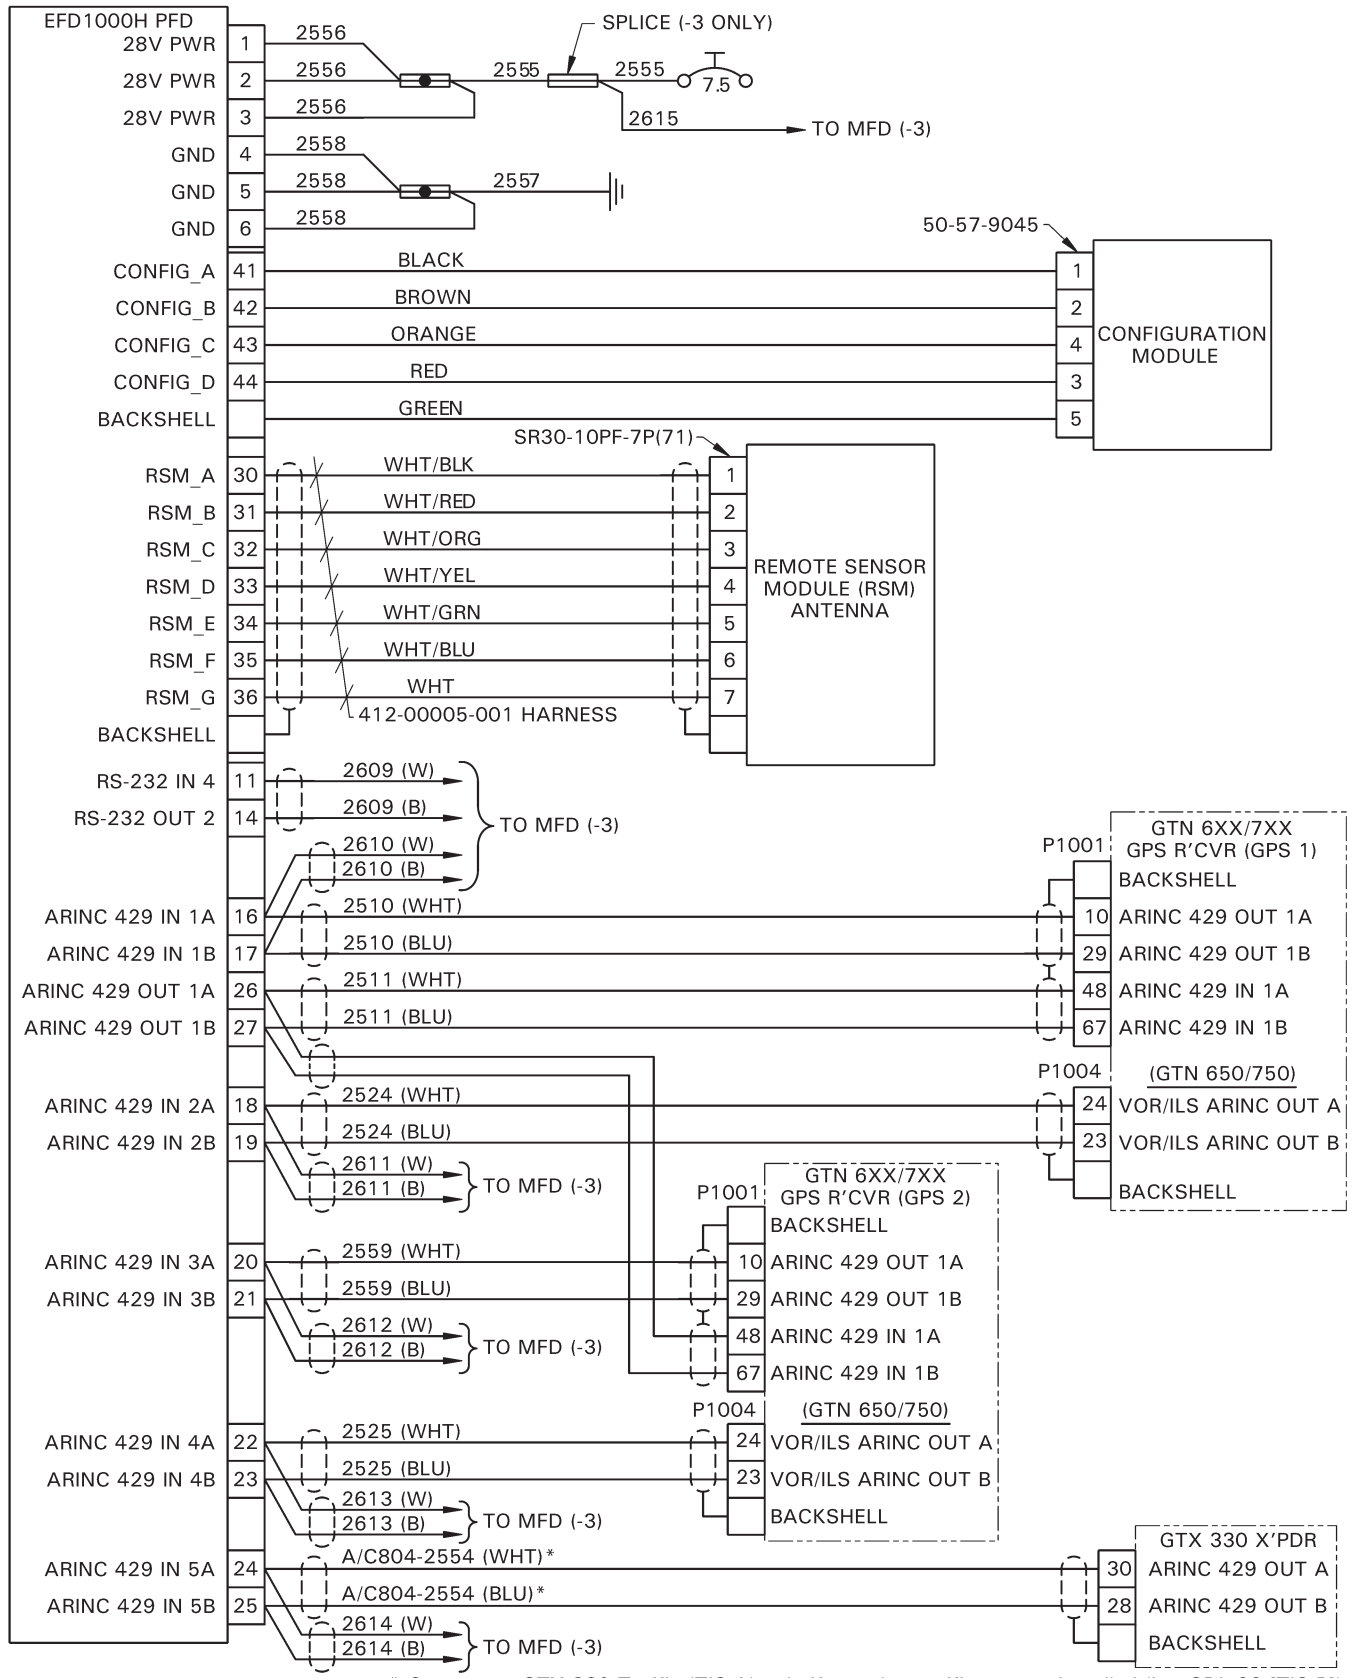 EFD1000H PFD
28V PWR 1 2556
SPLICE (-3 ONLY)
28V PWR 2 2556 2555 2555 7.5
28V PWR 3 2556
2615 TO MFD (-3)
GND 4 2558
GND 5 2558 2557
GND 6 2558
50-57-9045
CONFIG_A 41 BLACK 1
CONFIG_B 42 BROWN 2
CONFIG_C 43 ORANGE 4
CONFIG_D 44 RED 3
BACKSHELL GREEN 5
CONFIGURATION
MODULE
SR30-10PF-7P(71)
RSM_A 30 WHT/BLK 1
RSM_B 31 WHT/RED 2
RSM_C 32 WHT/ORG 3
RSM_D 33 WHT/YEL 4
RSM_E 34 WHT/GRN 5
RSM_F 35 WHT/BLU 6
RSM_G 36 WHT 7
REMOTE SENSOR
MODULE (RSM)
ANTENNA
412-00005-001 HARNESS
BACKSHELL
RS-232 IN 4 11 2609 (W)
RS-232 OUT 2 14 2609 (B)
TO MFD (-3)
2610 (W)
2610 (B)
GTN 6XX/7XX
GPS R'CVR (GPS 1)
P1001
BACKSHELL
ARINC 429 IN 1A 16 2510 (WHT) 10 ARINC 429 OUT 1A
ARINC 429 IN 1B 17 2510 (BLU) 29 ARINC 429 OUT 1B
ARINC 429 OUT 1A 26 2511 (WHT) 48 ARINC 429 IN 1A
ARINC 429 OUT 1B 27 2511 (BLU) 67 ARINC 429 IN 1B
P1004 (GTN 650/750)
ARINC 429 IN 2A 18 2524 (WHT) 24 VOR/ILS ARINC OUT A
ARINC 429 IN 2B 19 2524 (BLU) 23 VOR/ILS ARINC OUT B
BACKSHELL
2611 (W)
2611 (B)
TO MFD (-3)
GTN 6XX/7XX
GPS R'CVR (GPS 2)
P1001
BACKSHELL
ARINC 429 IN 3A 20 2559 (WHT) 10 ARINC 429 OUT 1A
ARINC 429 IN 3B 21 2559 (BLU) 29 ARINC 429 OUT 1B
2612 (W)
2612 (B)
TO MFD (-3)
48 ARINC 429 IN 1A
67 ARINC 429 IN 1B
P1004 (GTN 650/750)
ARINC 429 IN 4A 22 2525 (WHT) 24 VOR/ILS ARINC OUT A
ARINC 429 IN 4B 23 2525 (BLU) 23 VOR/ILS ARINC OUT B
BACKSHELL
2613 (W)
2613 (B)
TO MFD (-3)
GTX 330 X'PDR
ARINC 429 IN 5A 24 A/C804-2554 (WHT)* 30 ARINC 429 OUT A
ARINC 429 IN 5B 25 A/C804-2554 (BLU)* 28 ARINC 429 OUT B
BACKSHELL
2614 (W)
2614 (B)
TO MFD (-3)